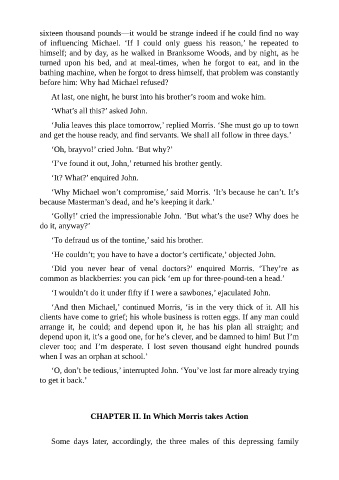 sixteen thousand pounds—it would be strange indeed if he could find no way
of influencing Michael. ‘If I could only guess his reason,’ he repeated to
himself; and by day, as he walked in Branksome Woods, and by night, as he
turned upon his bed, and at meal-times, when he forgot to eat, and in the
bathing machine, when he forgot to dress himself, that problem was constantly
before him: Why had Michael refused?
At last, one night, he burst into his brother’s room and woke him.
‘What’s all this?’ asked John.
‘Julia leaves this place tomorrow,’ replied Morris. ‘She must go up to town
and get the house ready, and find servants. We shall all follow in three days.’
‘Oh, brayvo!’ cried John. ‘But why?’
‘I’ve found it out, John,’ returned his brother gently.
‘It? What?’ enquired John.
‘Why Michael won’t compromise,’ said Morris. ‘It’s because he can’t. It’s
because Masterman’s dead, and he’s keeping it dark.’
‘Golly!’ cried the impressionable John. ‘But what’s the use? Why does he
do it, anyway?’
‘To defraud us of the tontine,’ said his brother.
‘He couldn’t; you have to have a doctor’s certificate,’ objected John.
‘Did you never hear of venal doctors?’ enquired Morris. ‘They’re as
common as blackberries: you can pick ’em up for three-pound-ten a head.’
‘I wouldn’t do it under fifty if I were a sawbones,’ ejaculated John.
‘And then Michael,’ continued Morris, ‘is in the very thick of it. All his
clients have come to grief; his whole business is rotten eggs. If any man could
arrange it, he could; and depend upon it, he has his plan all straight; and
depend upon it, it’s a good one, for he’s clever, and be damned to him! But I’m
clever too; and I’m desperate. I lost seven thousand eight hundred pounds
when I was an orphan at school.’
‘O, don’t be tedious,’ interrupted John. ‘You’ve lost far more already trying
to get it back.’
CHAPTER II. In Which Morris takes Action
Some days later, accordingly, the three males of this depressing family